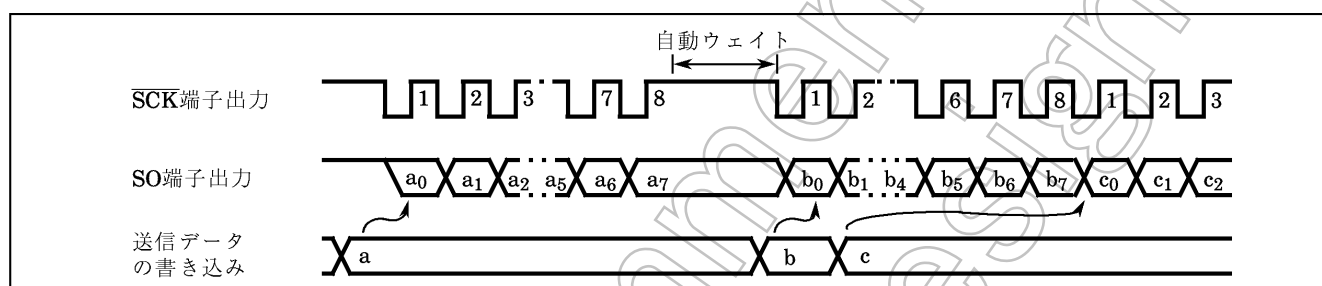 自動ウェイト
SCK端子出力 1 2 3 7 8 1 2 6 7 8 1 2 3
SO端子出力 a0 a1 a2 a5 a6 a7 b0 b1 b4 b5 b6 b7 c0 c1 c2
送信データ
の書き込み a b c